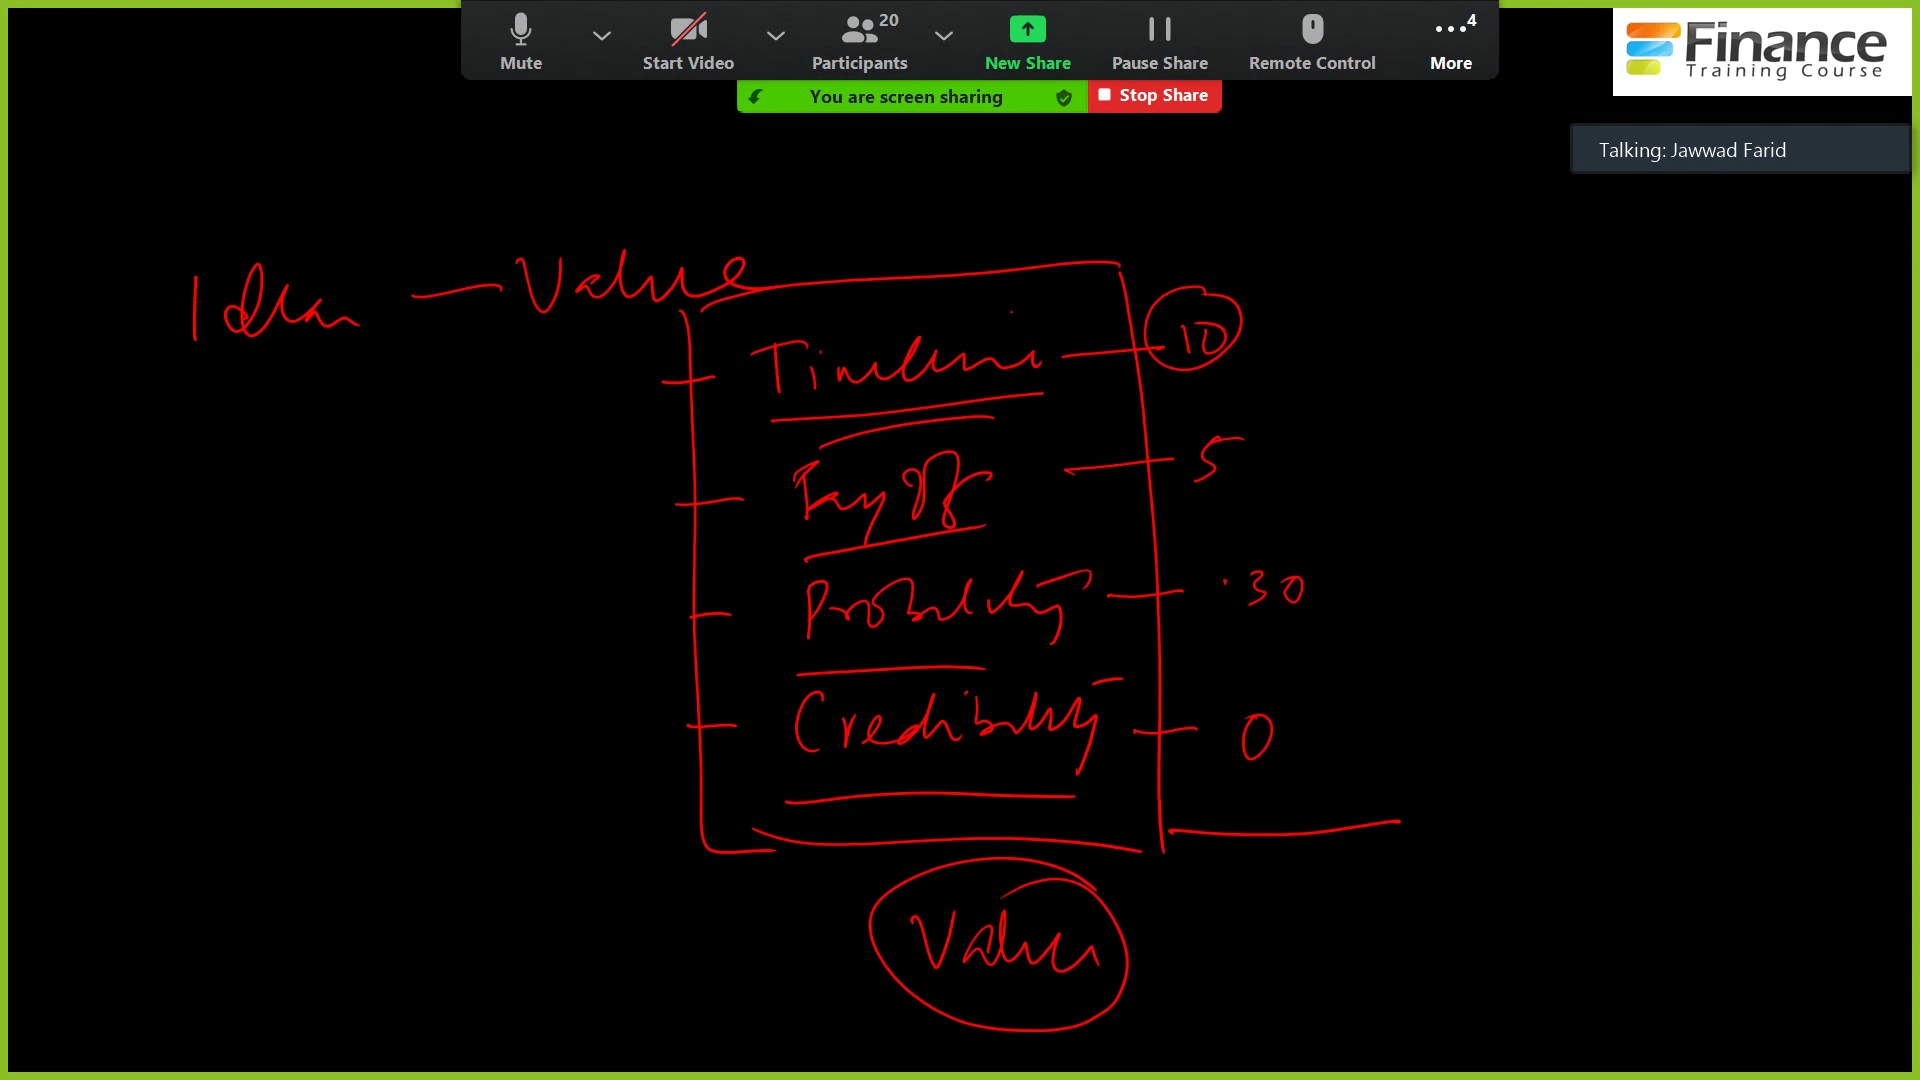 Mute
Start Video
Participants 20
New Share
Pause Share
Remote Control
More 4
You are screen sharing
Stop Share
Finance
Training Course
Talking: Jawwad Farid
Idea — Value
Timeline — 10
Pay off — 5
Probability — .30
Credibility — 0
Value